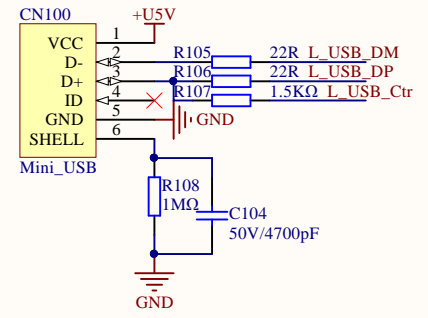 CN100
+U5V
VCC 1
D- 2 R105 22R L_USB_DM
D+ 3 R106 22R L_USB_DP
ID 4 R107 1.5KΩ L_USB_Ctr
GND 5 GND
SHELL 6
Mini_USB
R108
1MΩ
C104
50V/4700pF
GND